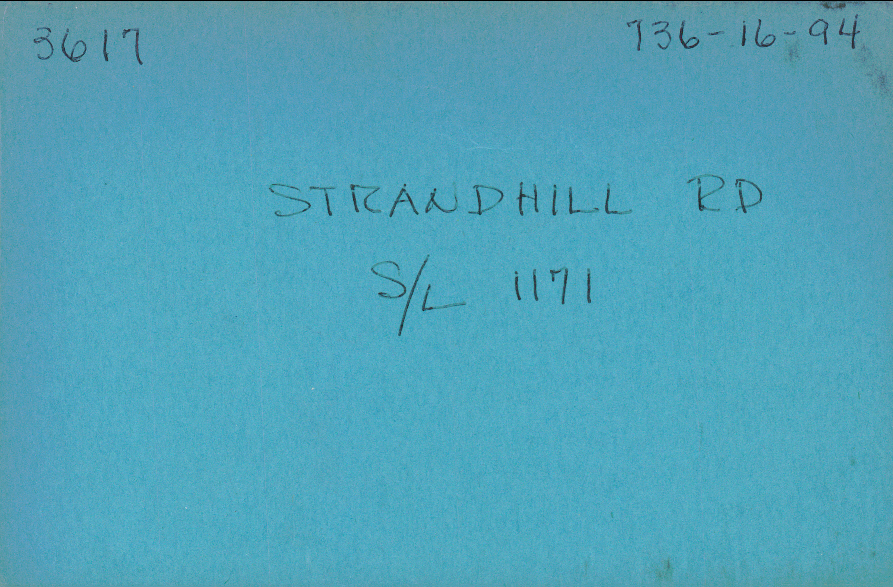 3617 736-16-94
STRANDHILL RD
S/L 1171